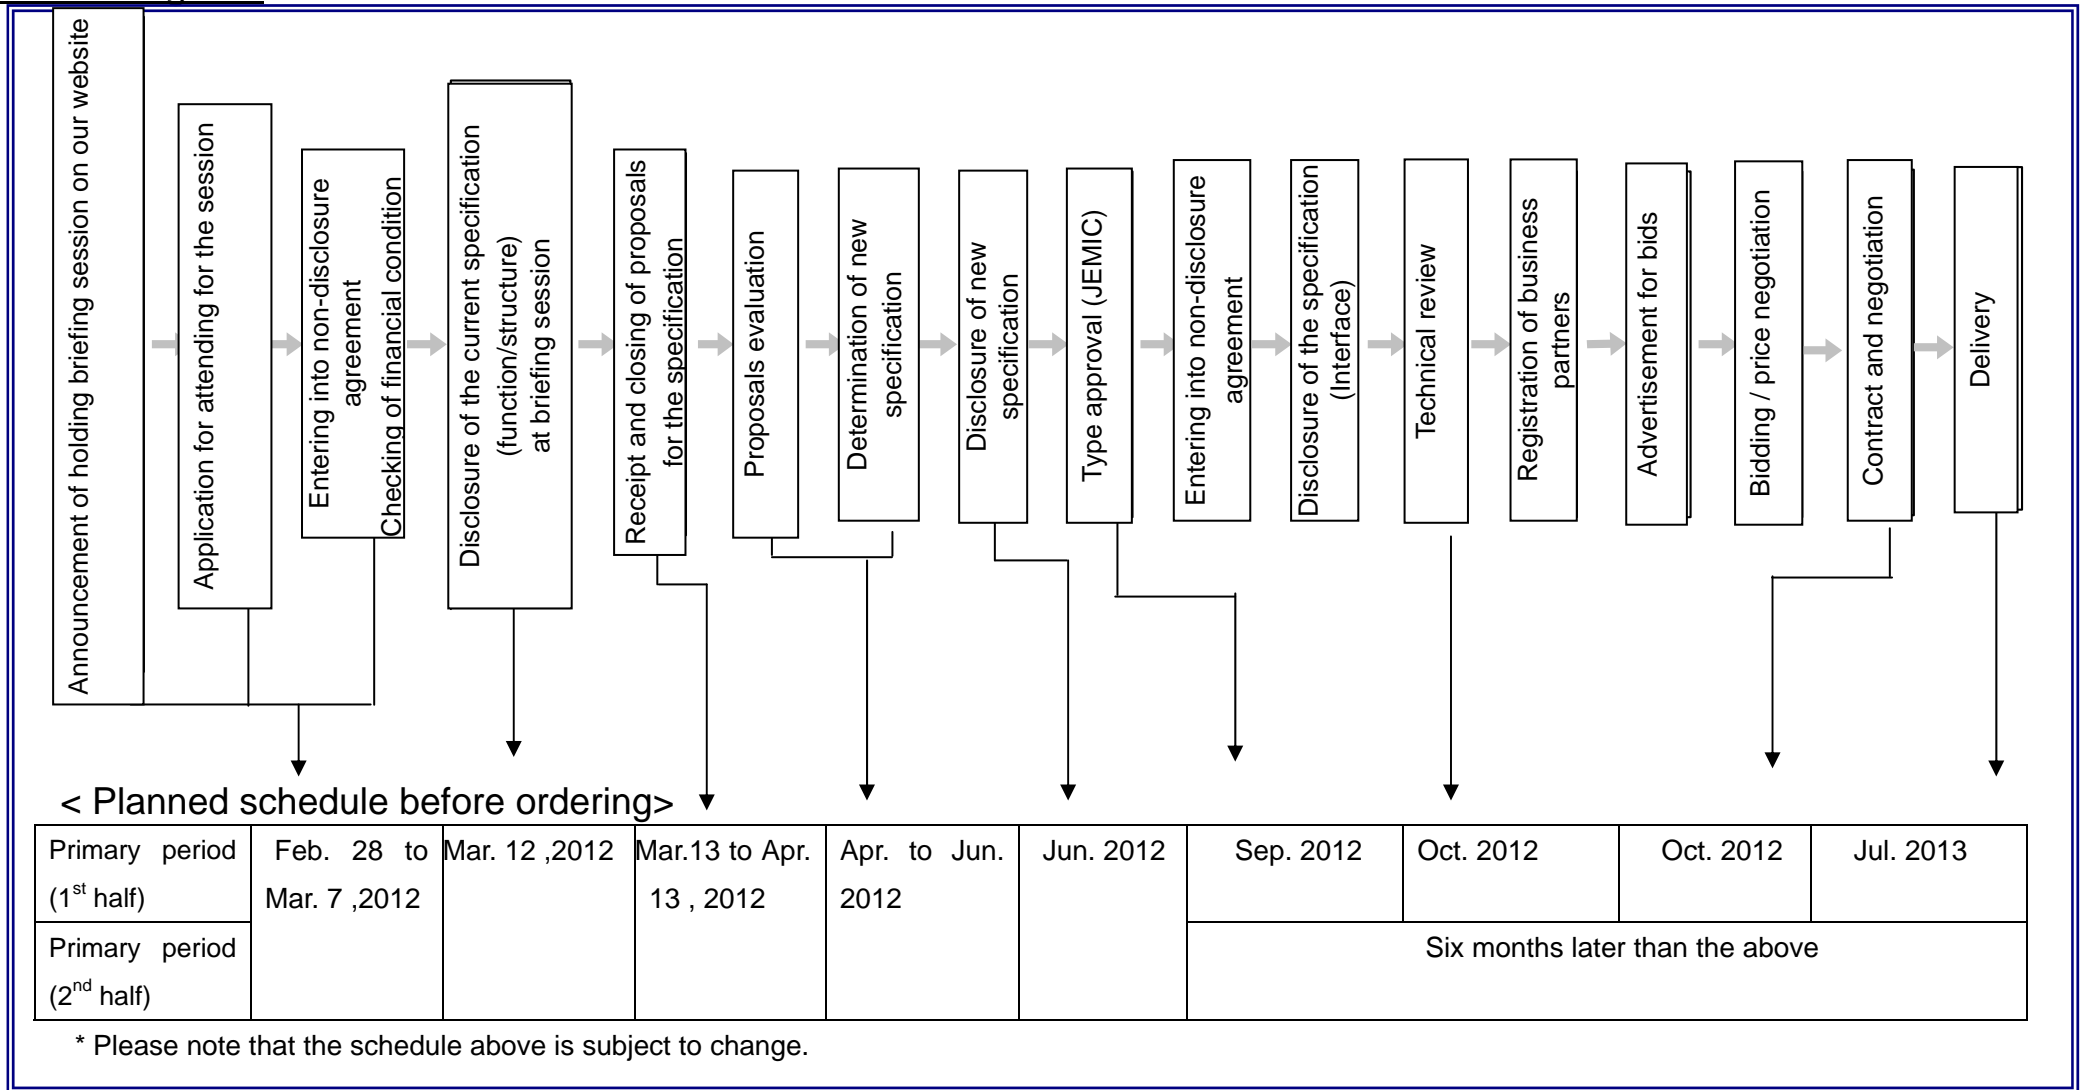 Announcement of holding briefing session on our website
Application for attending for the session
Entering into non-disclosure
agreement
Checking of financial condition
Disclosure of the current specification
(function/structure)
at briefing session
Receipt and closing of proposals
for the specification
Proposals evaluation
Determination of new
specification
Disclosure of new
specification
Type approval (JEMIC)
Entering into non-disclosure
agreement
Disclosure of the specification
(Interface)
Technical review
Registration of business
partners
Advertisement for bids
Bidding / price negotiation
Contract and negotiation
Delivery
< Planned schedule before ordering>
Primary period
(1st half)
Feb. 28 to
Mar. 7 ,2012
Mar. 12 ,2012
Mar.13 to Apr.
13 , 2012
Apr. to Jun.
2012
Jun. 2012
Sep. 2012
Oct. 2012
Oct. 2012
Jul. 2013
Primary period
(2nd half)
Six months later than the above
* Please note that the schedule above is subject to change.